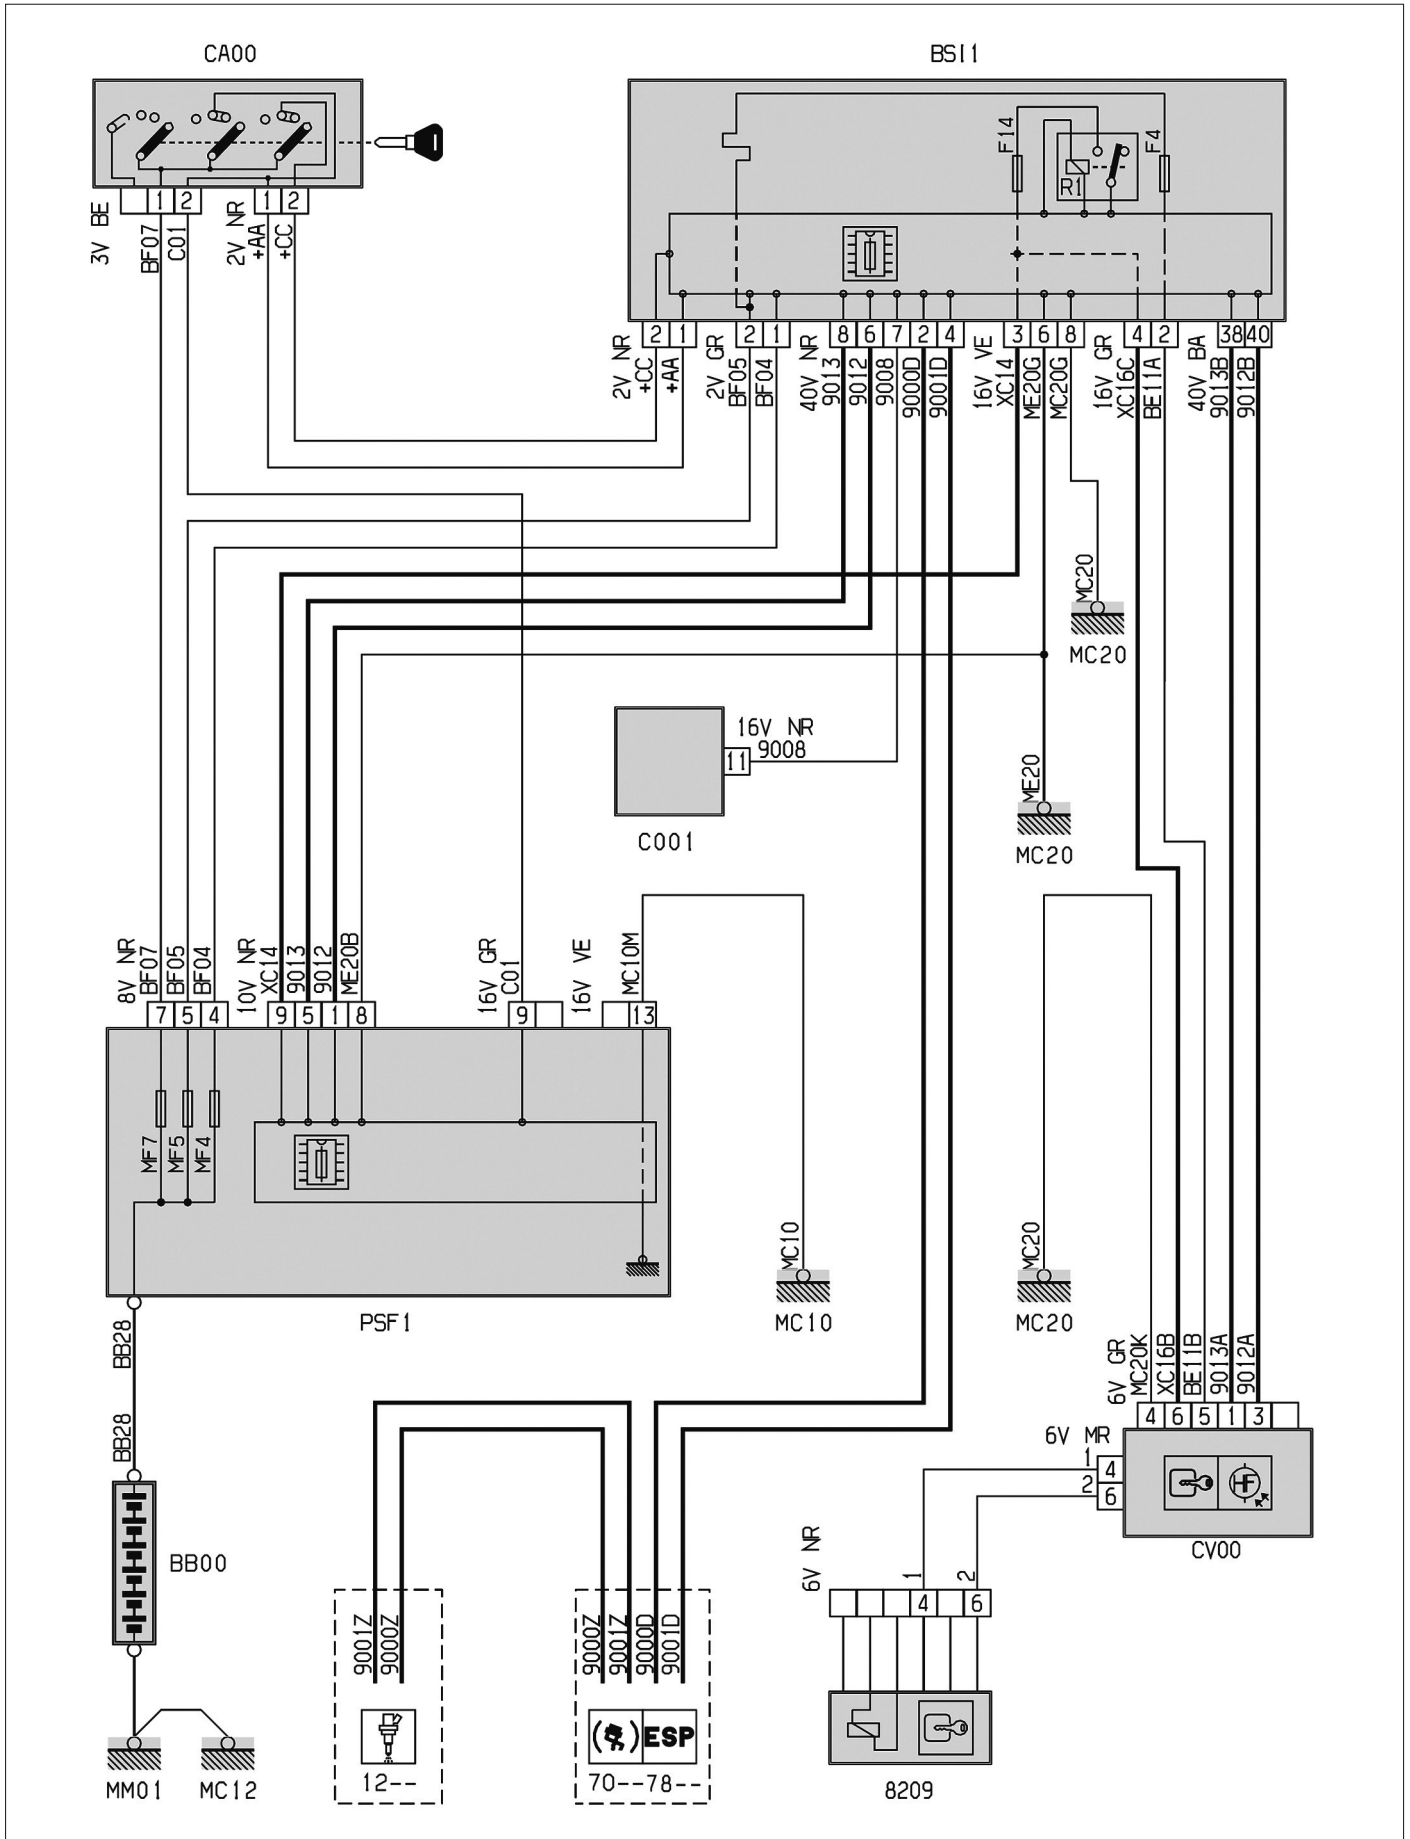 CA00
BSI1
F14
R1
F4
1 2 1 2
3V BE
BF07
C01
2V NR
+AA
+CC
2 1 2 1 8 6 7 2 4 3 6 8 4 2 38 40
2V NR
+CC
+AA
2V GR
BF05
BF04
40V NR
9013
9012
9008
9000D
9001D
16V VE
XC14
ME20G
MC20G
16V GR
XC16C
BE11A
40V BA
9013B
9012B
MC20
MC20
16V NR
9008
11
C001
ME20
MC20
8V NR
BF07
BF05
BF04
10V NR
XC14
9013
9012
ME20B
16V GR
C01
16V VE
MC10M
7 5 4 9 5 1 8 9 13
MF7
MF5
MF4
PSF1
MC10
MC10
MC20
MC20
BB28
BB28
BB00
MM01
MC12
6V GR
MC20K
XC16B
BE11B
9013A
9012A
4 6 5 1 3
6V MR
1 4
2 6
HF
CV00
6V NR
1
2
4 6
8209
9001Z
9000Z
12--
9000Z
9001Z
9000D
9001D
ESP
70--78--